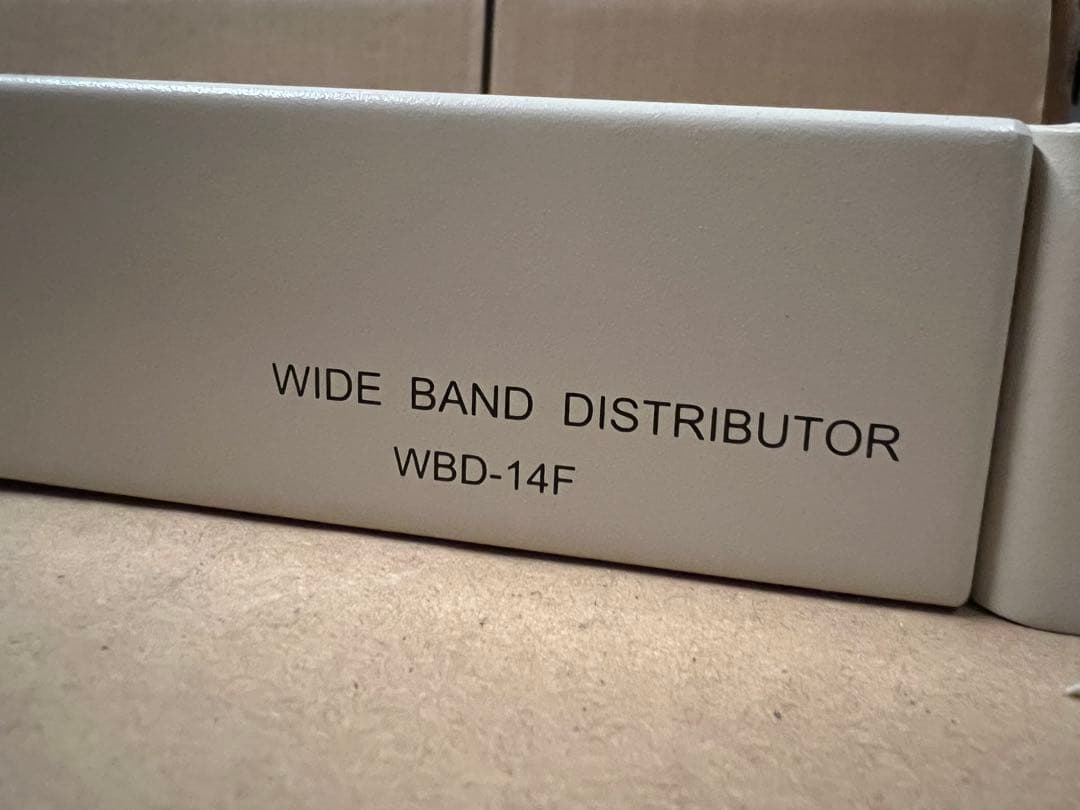 WIDE BAND DISTRIBUTOR
WBD-14F